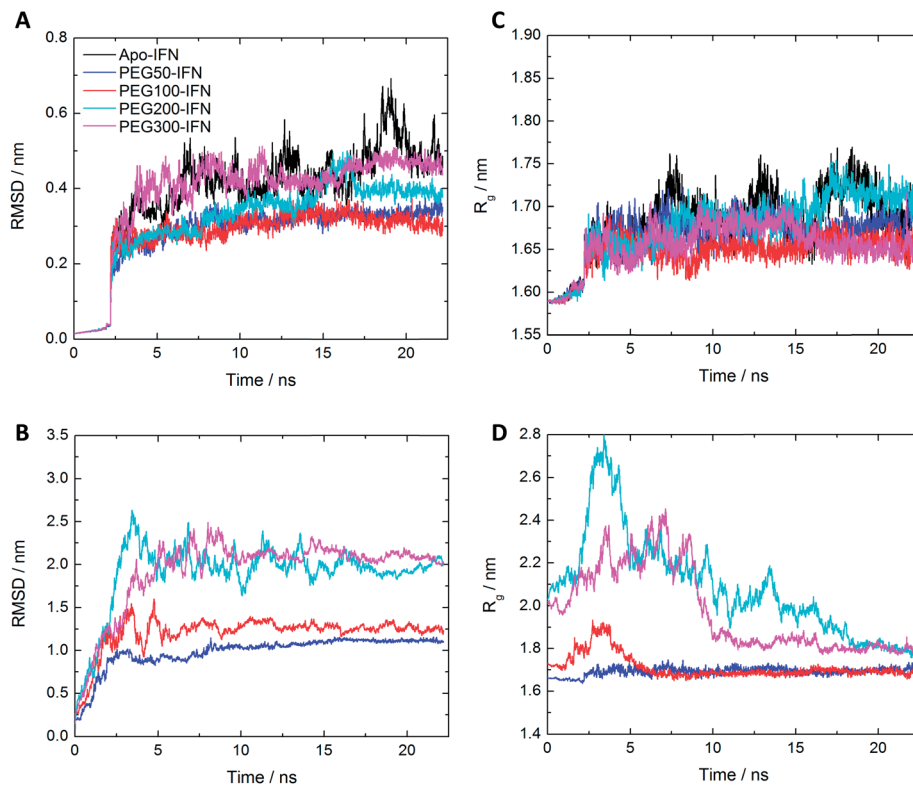 A
0.8
0.6
0.4
0.2
0.0
RMSD / nm
Apo-IFN
PEG50-IFN
PEG100-IFN
PEG200-IFN
PEG300-IFN
0 5 10 15 20
Time / ns
C
1.90
1.85
1.80
1.75
1.70
1.65
1.60
1.55
Rg / nm
0 5 10 15 20
Time / ns
B
3.5
3.0
2.5
2.0
1.5
1.0
0.5
0.0
RMSD / nm
0 5 10 15 20
Time / ns
D
2.8
2.6
2.4
2.2
2.0
1.8
1.6
1.4
Rg / nm
0 5 10 15 20
Time / ns